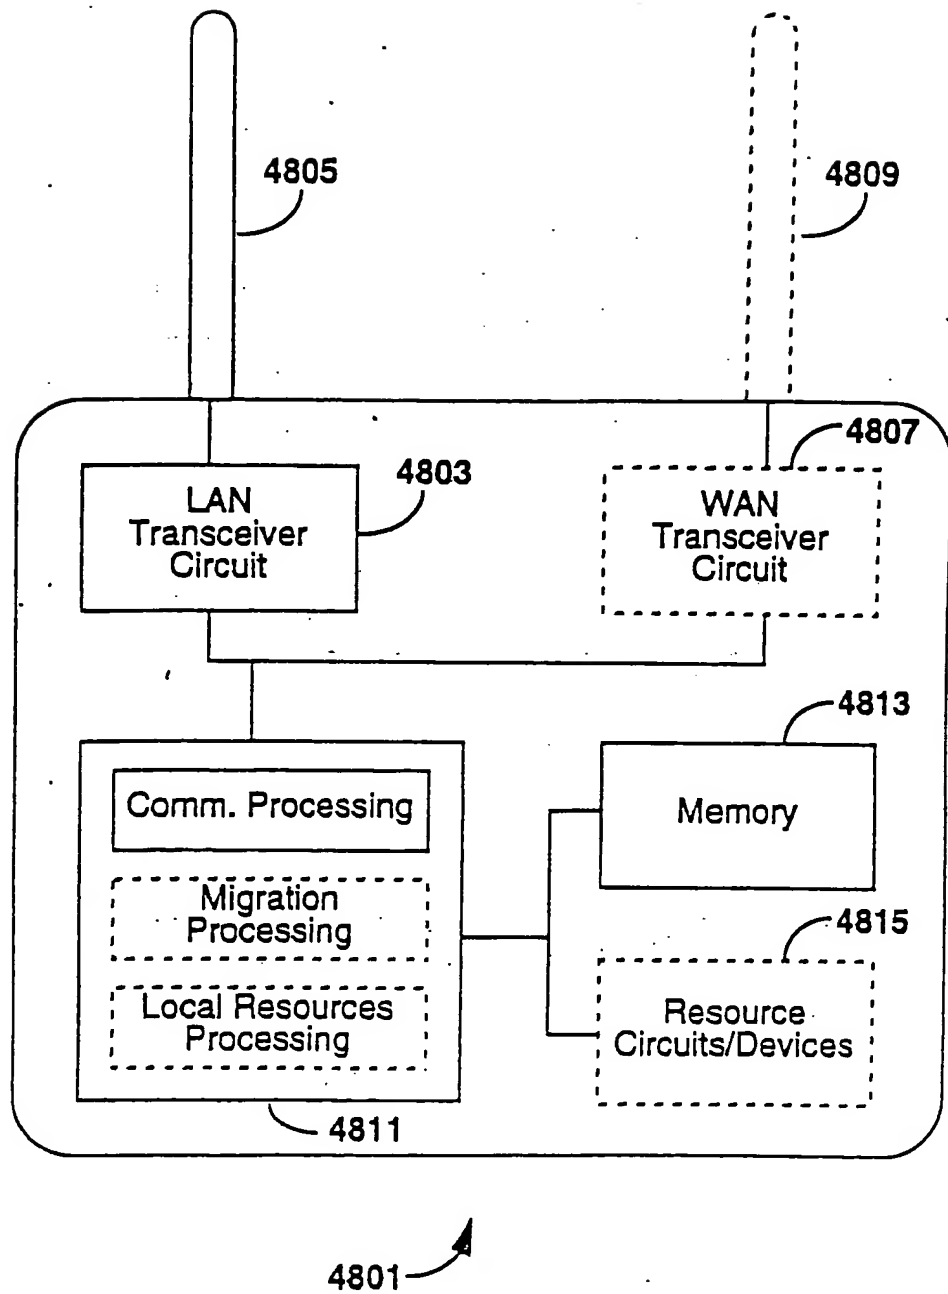 4805
4809
4807
4803
LAN
Transceiver
Circuit
WAN
Transceiver
Circuit
4813
Comm. Processing
Memory
Migration
Processing
4815
Local Resources
Processing
Resource
Circuits/Devices
4811
4801